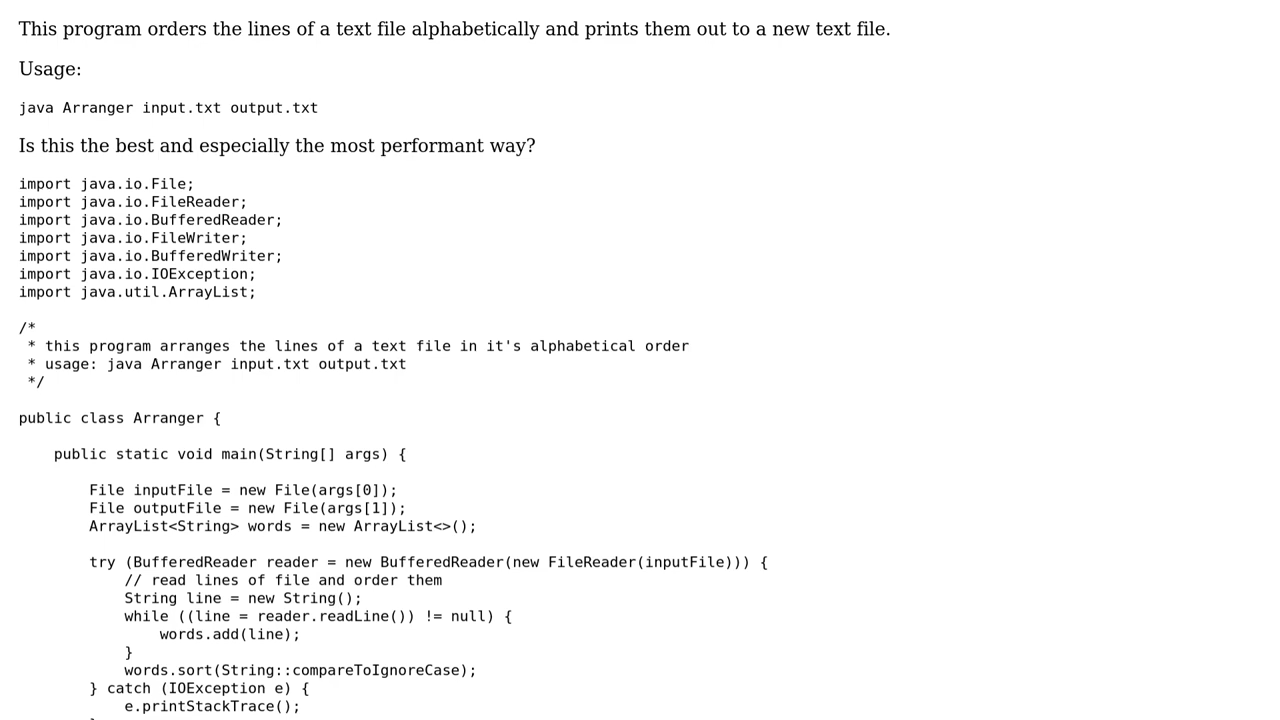 This program orders the lines of a text file alphabetically and prints them out to a new text file.
Usage:
java Arranger input.txt output.txt
Is this the best and especially the most performant way?
import java.io.File;
import java.io.FileReader;
import java.io.BufferedReader;
import java.io.FileWriter;
import java.io.BufferedWriter;
import java.io.IOException;
import java.util.ArrayList;
/*
 * this program arranges the lines of a text file in it's alphabetical order
 * usage: java Arranger input.txt output.txt
 */
public class Arranger {
    public static void main(String[] args) {
        File inputFile = new File(args[0]);
        File outputFile = new File(args[1]);
        ArrayList<String> words = new ArrayList<>();
        try (BufferedReader reader = new BufferedReader(new FileReader(inputFile))) {
            // read lines of file and order them
            String line = new String();
            while ((line = reader.readLine()) != null) {
                words.add(line);
            }
            words.sort(String::compareToIgnoreCase);
        } catch (IOException e) {
            e.printStackTrace();